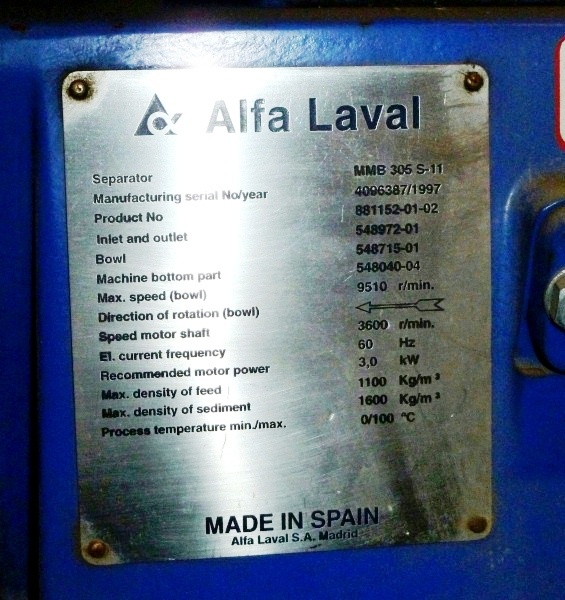 Alfa Laval
Separator MMB 305 S-11
Manufacturing serial No/year 4096387/1997
Product No 881152-01-02
Inlet and outlet 548972-01
Bowl 548715-01
Machine bottom part 548040-04
Max. speed (bowl) 9510 r/min.
Direction of rotation (bowl)
Speed motor shaft 3600 r/min.
El. current frequency 60 Hz
Recommended motor power 3,0 kW
Max. density of feed 1100 Kg/m³
Max. density of sediment 1600 Kg/m³
Process temperature min./max. 0/100 °C
MADE IN SPAIN
Alfa Laval S.A. Madrid